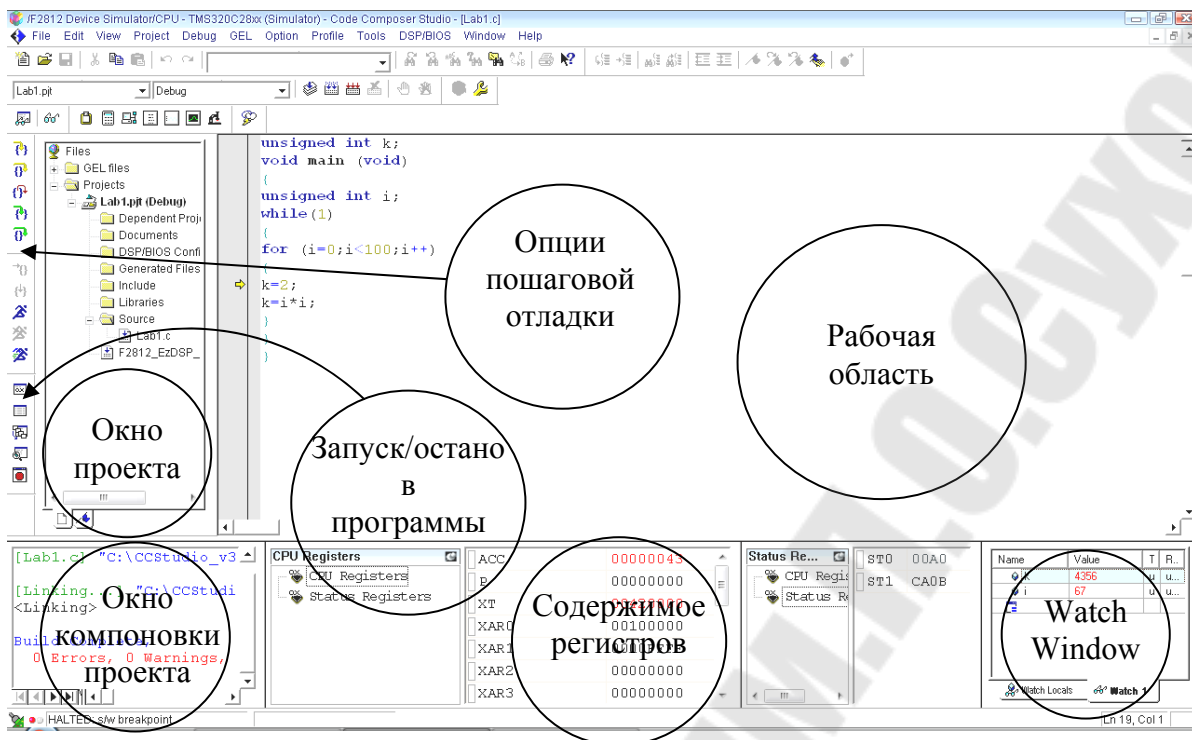 /F2812 Device Simulator/CPU - TMS320C28xx (Simulator) - Code Composer Studio - [Lab1.c]
File Edit View Project Debug GEL Option Profile Tools DSP/BIOS Window Help
Lab1.pjt Debug
Files
GEL files
Projects
Lab1.pjt (Debug)
Dependent Proj
Documents
DSP/BIOS Confi
Generated Files
Include
Libraries
Source
Lab1.c
F2812_EzDSP_
unsigned int k;
void main (void)
{
unsigned int i;
while(1)
{
for (i=0;i<100;i++)
{
k=2;
k=i*i;
}
}
}
Опции
пошаговой
отладки
Рабочая
область
Окно
проекта
Запуск/остано
в
программы
[Lab1.c] "C:\CCStudio_v3
[Linking...] "C:\CCStudi
<Linking>
Build Complete,
0 Errors, 0 Warnings,
Окно
компоновки
проекта
CPU Registers
CPU Registers
Status Registers
ACC 00000043
P 00000000
XT
XAR0 00100000
XAR1
XAR2 00000000
XAR3 00000000
Содержимое
регистров
Status Re...
CPU Regis
Status R
ST0 00A0
ST1 CA0B
Name Value T R..
k 4356 u u...
i 67 u u...
Watch
Window
Watch Locals Watch 1
HALTED: s/w breakpoint
Ln 19, Col 1